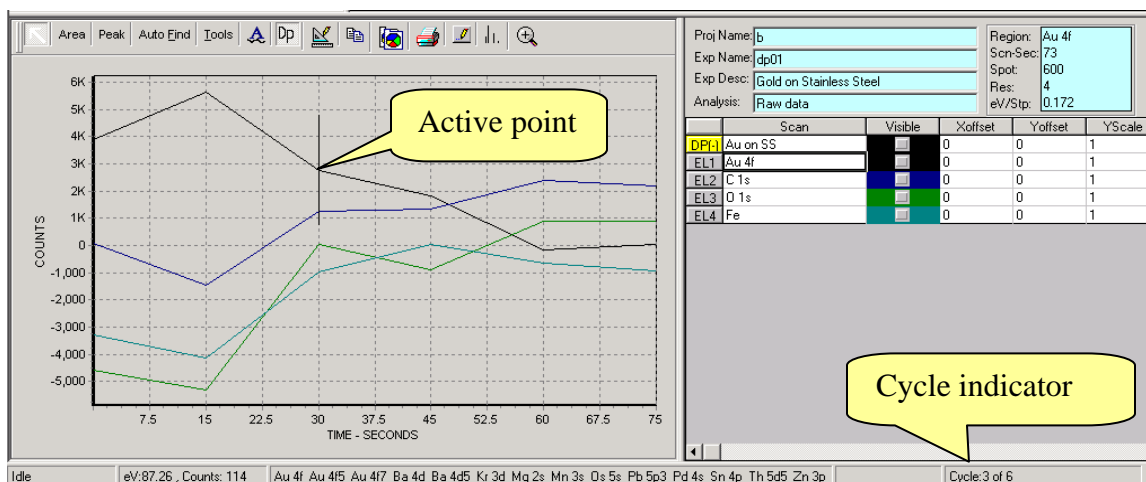 Area Peak Auto Find Tools A Dp
Proj Name: b
Exp Name: dp01
Exp Desc: Gold on Stainless Steel
Analysis: Raw data
Region: Au 4f
Scn-Sec: 73
Spot: 600
Res: 4
eV/Stp: 0.172
Scan Visible Xoffset Yoffset YScale
DP(-) Au on SS 0 0 1
EL1 Au 4f 0 0 1
EL2 C 1s 0 0 1
EL3 O 1s 0 0 1
EL4 Fe 0 0 1
Active point
COUNTS
6K
5K
4K
3K
2K
1K
0
-1,000
-2,000
-3,000
-4,000
-5,000
7.5 15 22.5 30 37.5 45 52.5 60 67.5 75
TIME - SECONDS
Cycle indicator
Idle eV:87.26 , Counts: 114 Au 4f Au 4f5 Au 4f7 Ba 4d Ba 4d5 Kr 3d Mg 2s Mn 3s Os 5s Pb 5p3 Pd 4s Sn 4p Th 5d5 Zn 3p Cycle:3 of 6